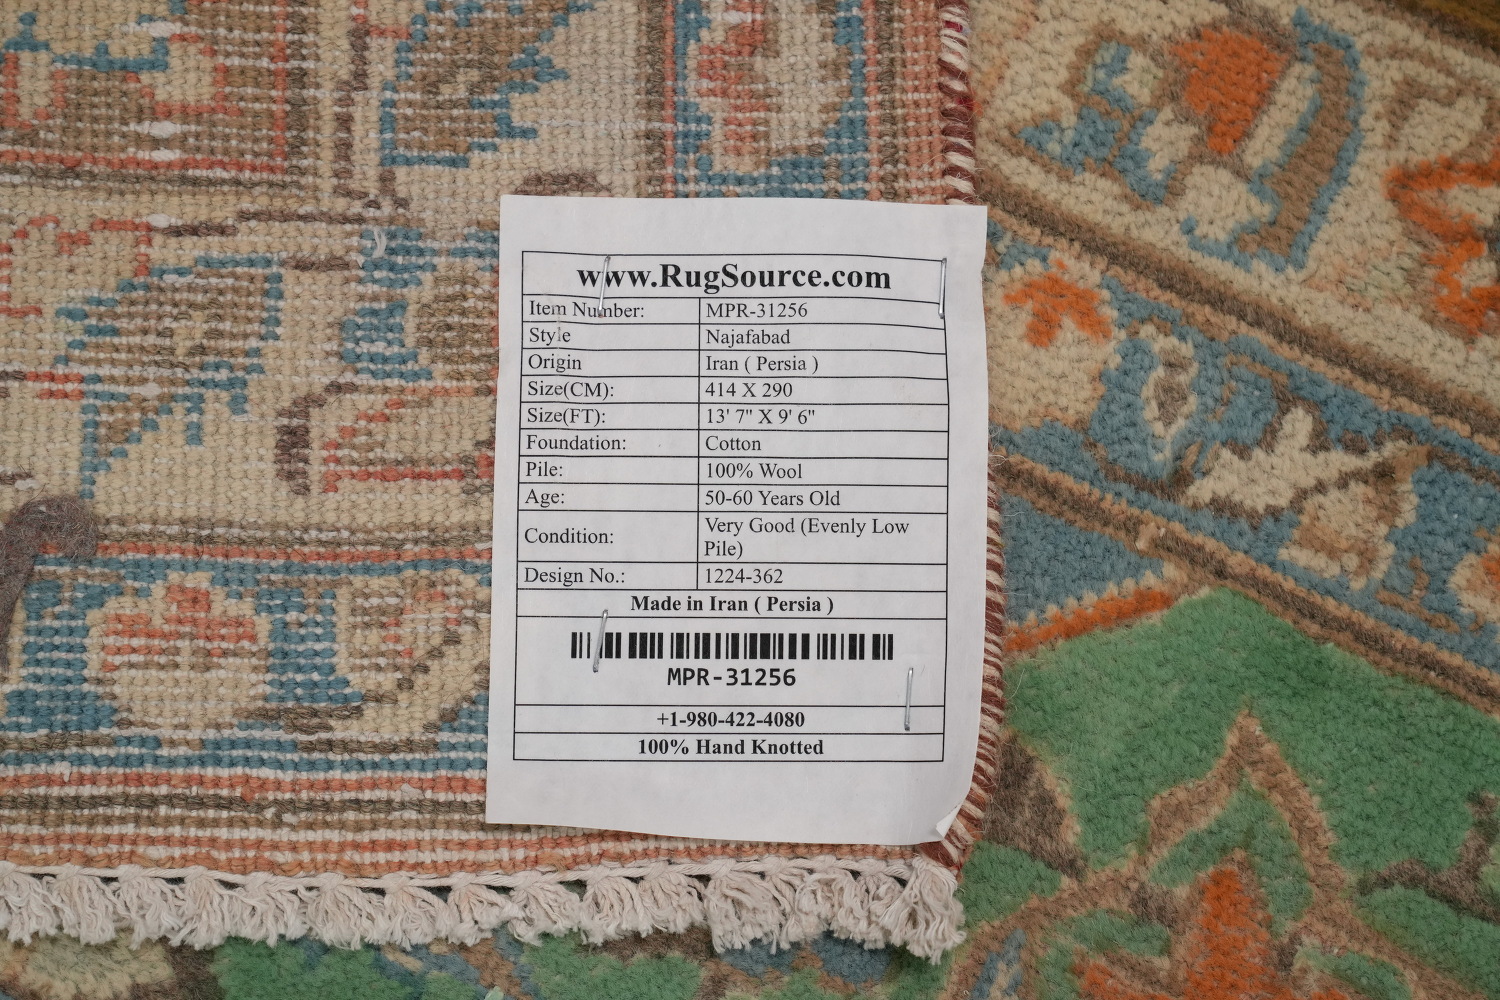 www.RugSource.com
Item Number: MPR-31256
Style Najafabad
Origin Iran ( Persia )
Size(CM): 414 X 290
Size(FT): 13' 7" X 9' 6"
Foundation: Cotton
Pile: 100% Wool
Age: 50-60 Years Old
Condition: Very Good (Evenly Low
Pile)
Design No.: 1224-362
Made in Iran ( Persia )
MPR-31256
+1-980-422-4080
100% Hand Knotted